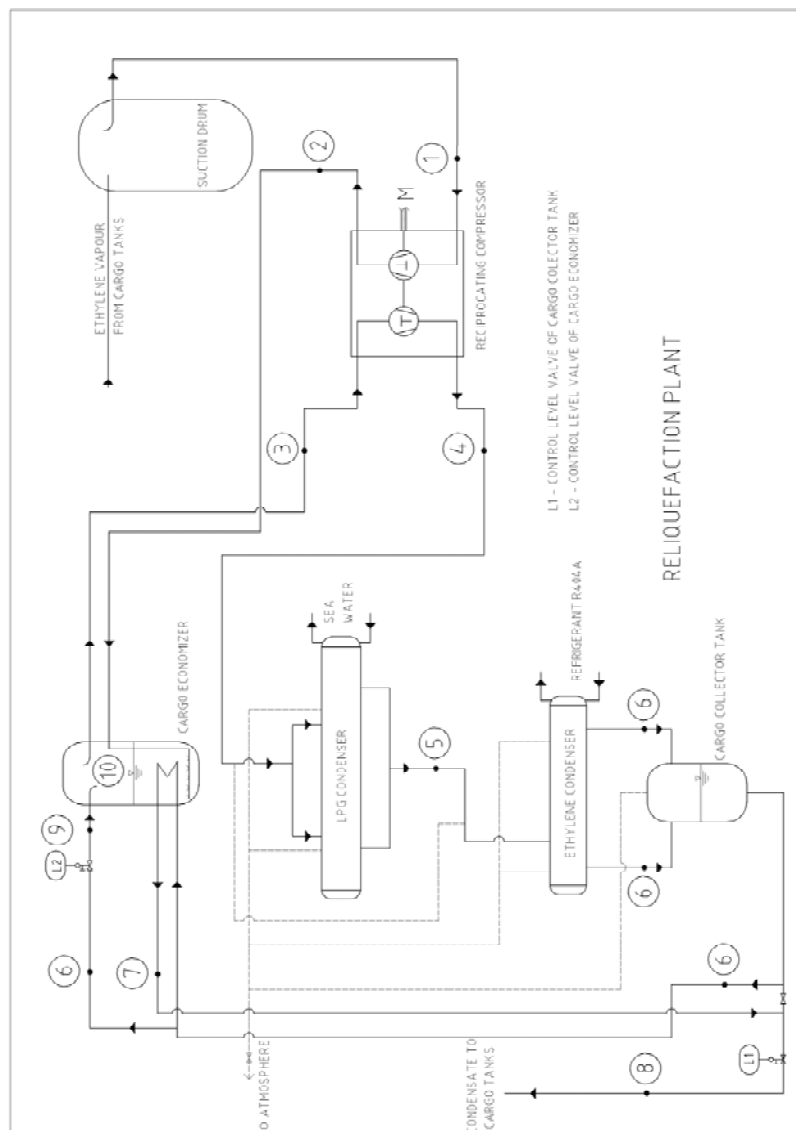 6
9
L2
10
7
CARGO ECONOMIZER
ETHYLENE VAPOUR
FROM CARGO TANKS
SUCTION DRUM
O ATMOSPHERE
3
2
LPG CONDENSER
SEA
WATER
M
5
4
1
RECIPROCATING COMPRESSOR
CONDENSATE TO
CARGO TANKS
ETHYLENE CONDENSER
REFRIGERANT R404A
L1 - CONTROL LEVEL VALVE OF CARGO COLECTOR TANK
L2 - CONTROL LEVEL VALVE OF CARGO ECONOMIZER
8
6
6
RELIQUEFACTION PLANT
CARGO COLLECTOR TANK
6
L1